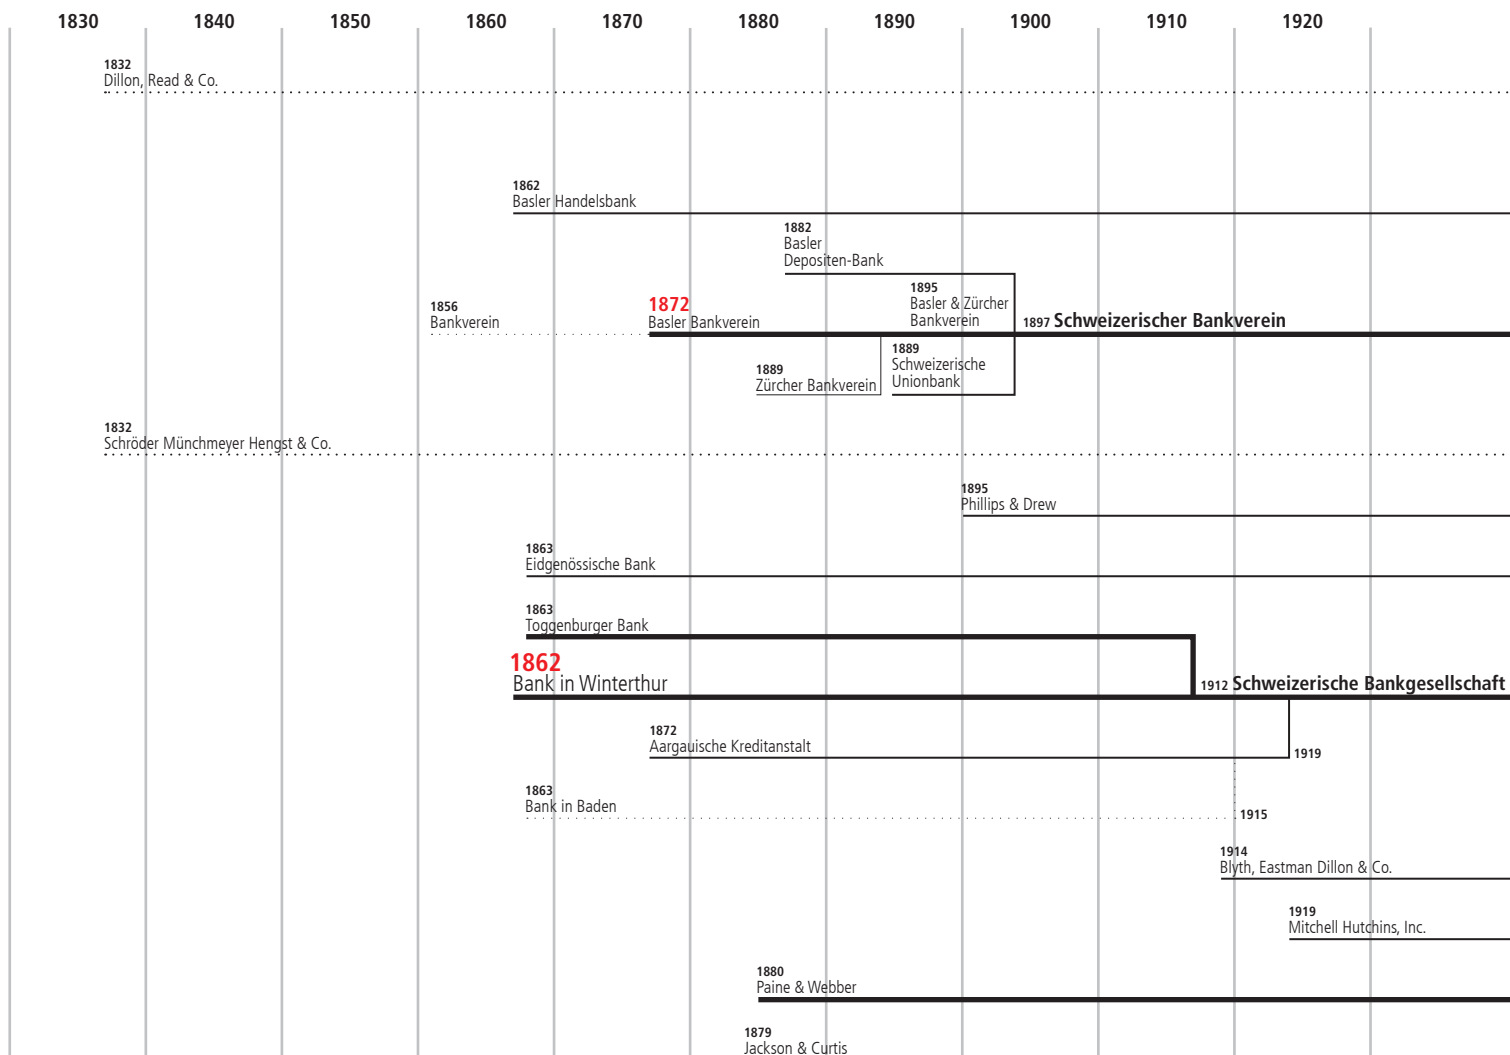 1830 1840 1850 1860 1870 1880 1890 1900 1910 1920
1832
Dillon, Read & Co.
1862
Basler Handelsbank
1882
Basler
Depositen-Bank
1856
Bankverein
1872
Basler Bankverein
1895
Basler & Zürcher
Bankverein
1897 Schweizerischer Bankverein
1889
Zürcher Bankverein
1889
Schweizerische
Unionbank
1832
Schröder Münchmeyer Hengst & Co.
1895
Phillips & Drew
1863
Eidgenössische Bank
1863
Toggenburger Bank
1862
Bank in Winterthur
1912 Schweizerische Bankgesellschaft
1872
Aargauische Kreditanstalt
1919
1863
Bank in Baden
1915
1914
Blyth, Eastman Dillon & Co.
1919
Mitchell Hutchins, Inc.
1880
Paine & Webber
1879
Jackson & Curtis